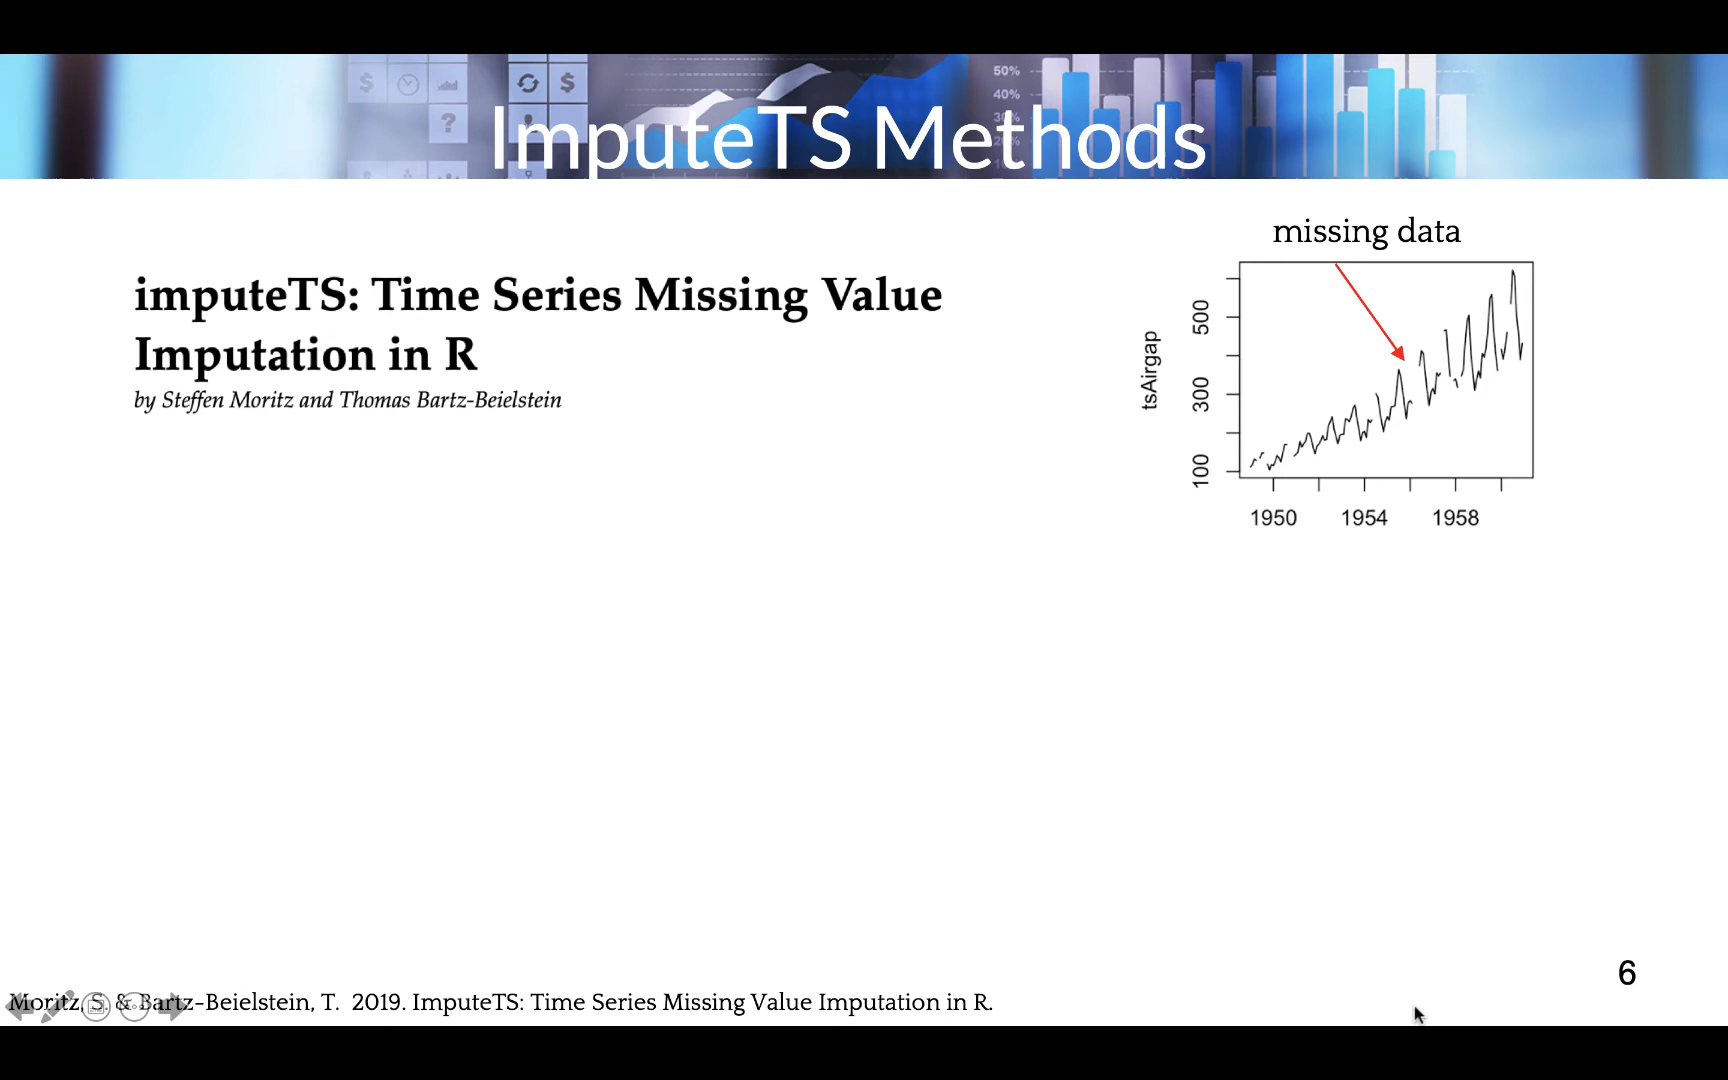 50%
40%
30%
ImputeTS Methods
missing data
imputeTS: Time Series Missing Value
Imputation in R
by Steffen Moritz and Thomas Bartz-Beielstein
tsAirgap
500
300
100
1950 1954 1958
6
Moritz, S. & Bartz-Beielstein, T. 2019. ImputeTS: Time Series Missing Value Imputation in R.